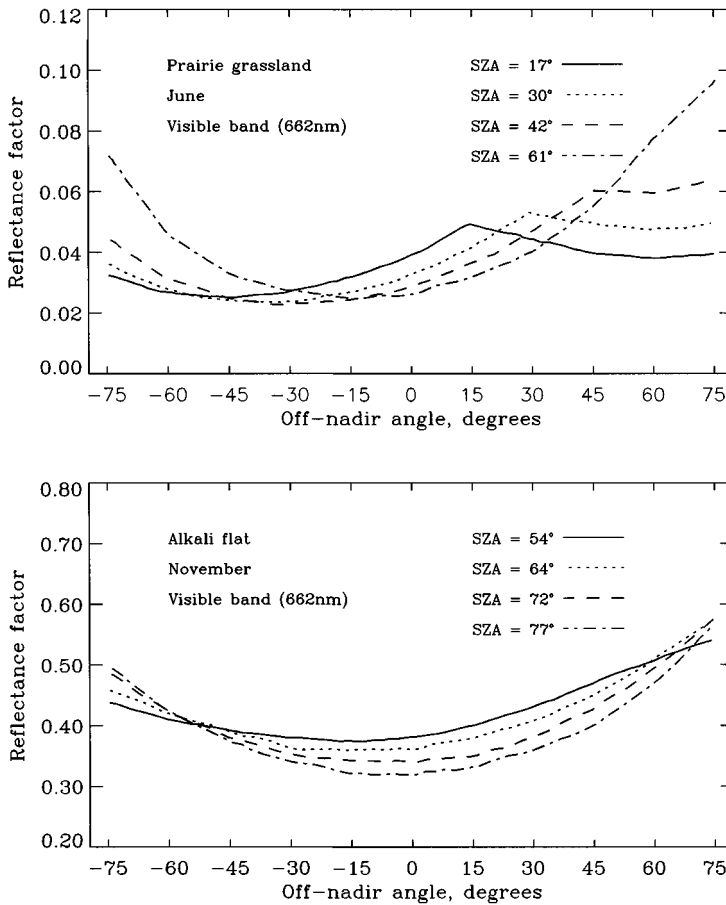 0.12
0.10
0.08
0.06
0.04
0.02
0.00
Reflectance factor
Prairie grassland
June
Visible band (662nm)
SZA = 17°
SZA = 30°
SZA = 42°
SZA = 61°
−75 −60 −45 −30 −15 0 15 30 45 60 75
Off−nadir angle, degrees
0.80
0.70
0.60
0.50
0.40
0.30
0.20
Reflectance factor
Alkali flat
November
Visible band (662nm)
SZA = 54°
SZA = 64°
SZA = 72°
SZA = 77°
−75 −60 −45 −30 −15 0 15 30 45 60 75
Off−nadir angle, degrees